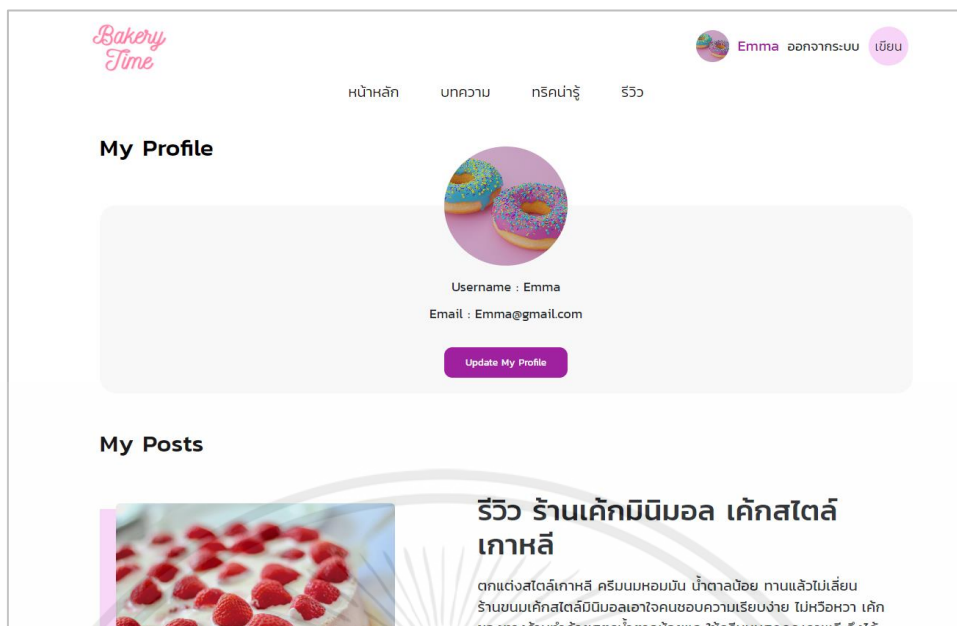 Bakery
Time
Emma ออกจากระบบ เขียน
หน้าหลัก บทความ ทริคน่ารู้ รีวิว
My Profile
Username : Emma
Email : Emma@gmail.com
Update My Profile
My Posts
รีวิว ร้านเค้กมินิมอล เค้กสไตล์
เกาหลี
ตกแต่งสไตล์เกาหลี ครีมนมหอมมัน น้ำตาลน้อย ทานแล้วไม่เลี่ยน
ร้านขนมเค้กสไตล์มินิมอลเอาใจคนชอบความเรียบง่าย ไม่หวือหวา เค้ก